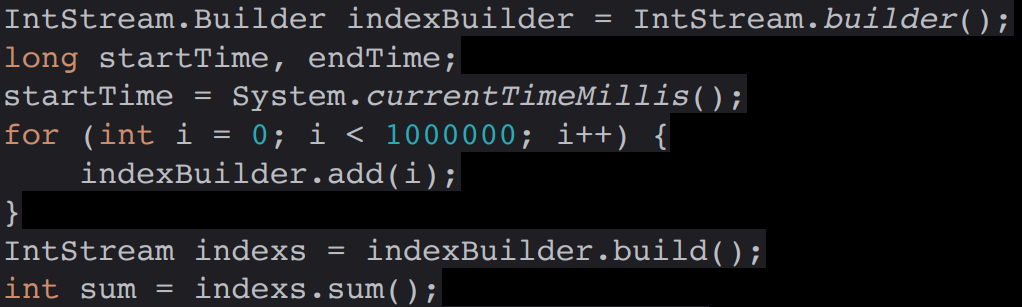 IntStream.Builder indexBuilder = IntStream.builder();
long startTime, endTime;
startTime = System.currentTimeMillis();
for (int i = 0; i < 1000000; i++) {
    indexBuilder.add(i);
}
IntStream indexs = indexBuilder.build();
int sum = indexs.sum();